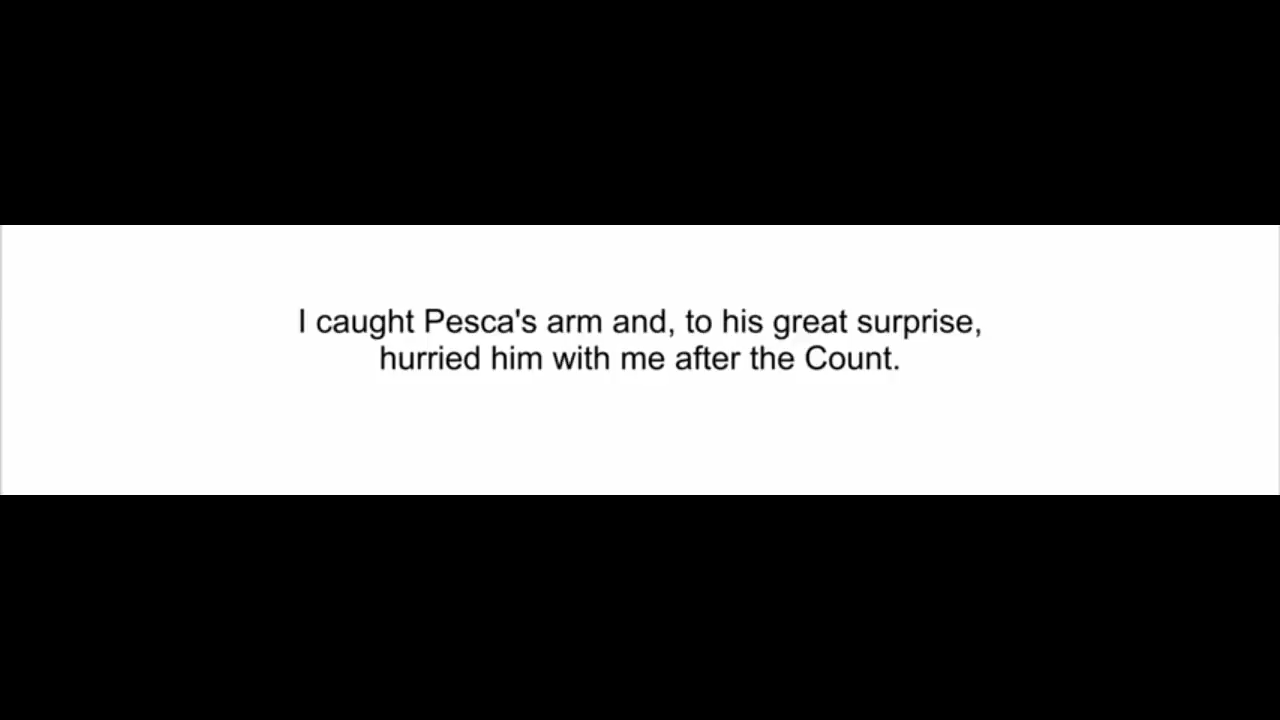 I caught Pesca's arm and, to his great surprise,
hurried him with me after the Count.